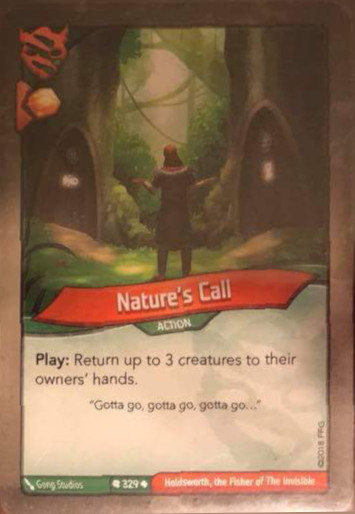 Nature's Call
ACTION
Play: Return up to 3 creatures to their
owners' hands.
"Gotta go, gotta go, gotta go..."
©2018 FFG
Gong Studios
329
Holdsworth, the Fisher of The Invisible